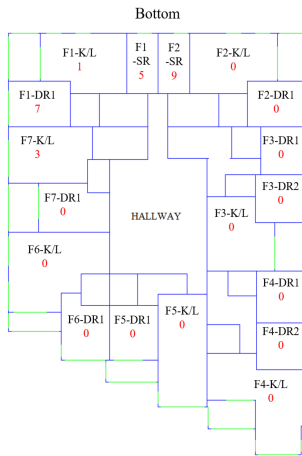 Bottom
F1-K/L
1
F1
-SR
5
F2
-SR
9
F2-K/L
0
F1-DR1
7
F2-DR1
0
F7-K/L
3
F3-DR1
0
F3-DR2
0
F7-DR1
0
HALLWAY
F3-K/L
0
F6-K/L
0
F4-DR1
0
F6-DR1
0
F5-DR1
0
F5-K/L
0
F4-DR2
0
F4-K/L
0